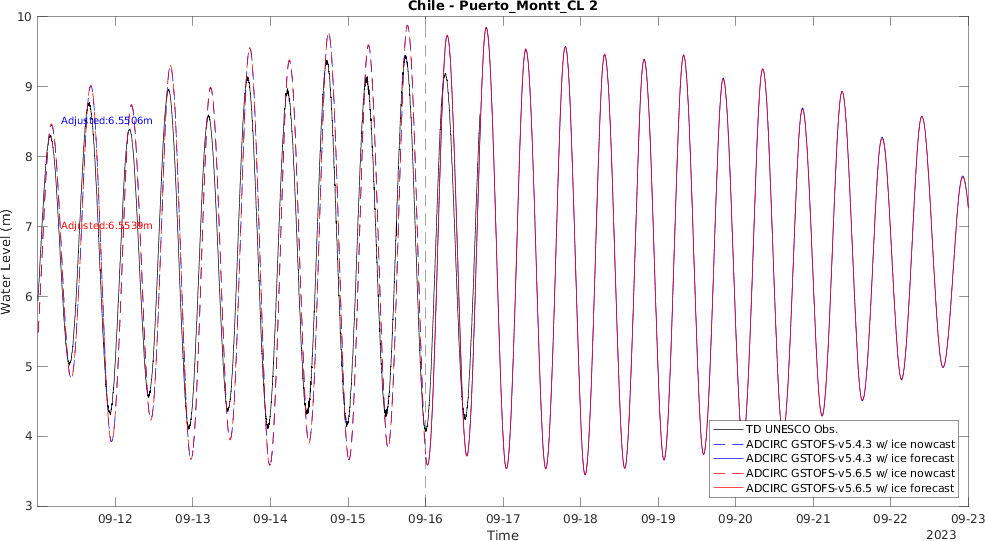 Chile - Puerto_Montt_CL 2
10
9
8
7
6
5
4
3
Water Level (m)
Adjusted:6.5506m
Adjusted:6.5539m
TD UNESCO Obs.
ADCIRC GSTOFS-v5.4.3 w/ ice nowcast
ADCIRC GSTOFS-v5.4.3 w/ ice forecast
ADCIRC GSTOFS-v5.6.5 w/ ice nowcast
ADCIRC GSTOFS-v5.6.5 w/ ice forecast
09-12 09-13 09-14 09-15 09-16 09-17 09-18 09-19 09-20 09-21 09-22 09-23
Time
2023